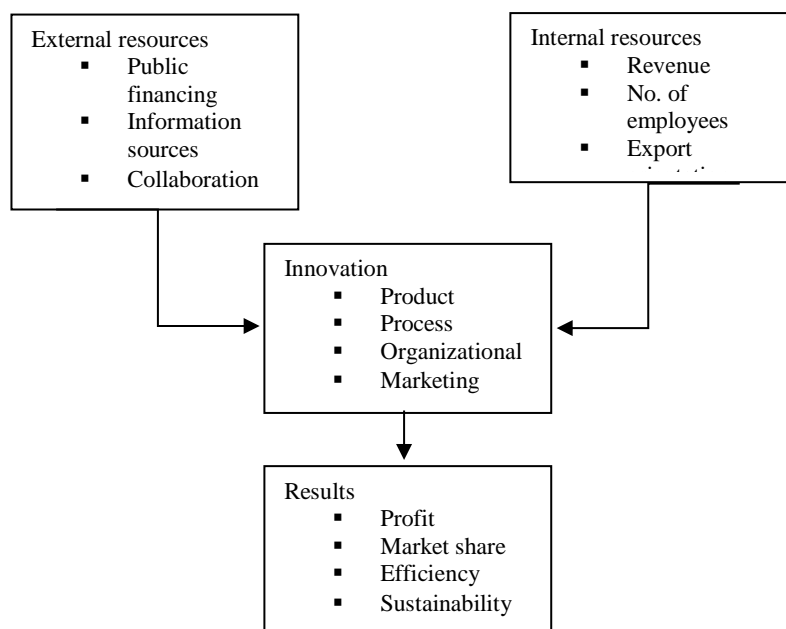 External resources
▪ Public
financing
▪ Information
sources
▪ Collaboration
Internal resources
▪ Revenue
▪ No. of
employees
▪ Export
Innovation
▪ Product
▪ Process
▪ Organizational
▪ Marketing
Results
▪ Profit
▪ Market share
▪ Efficiency
▪ Sustainability